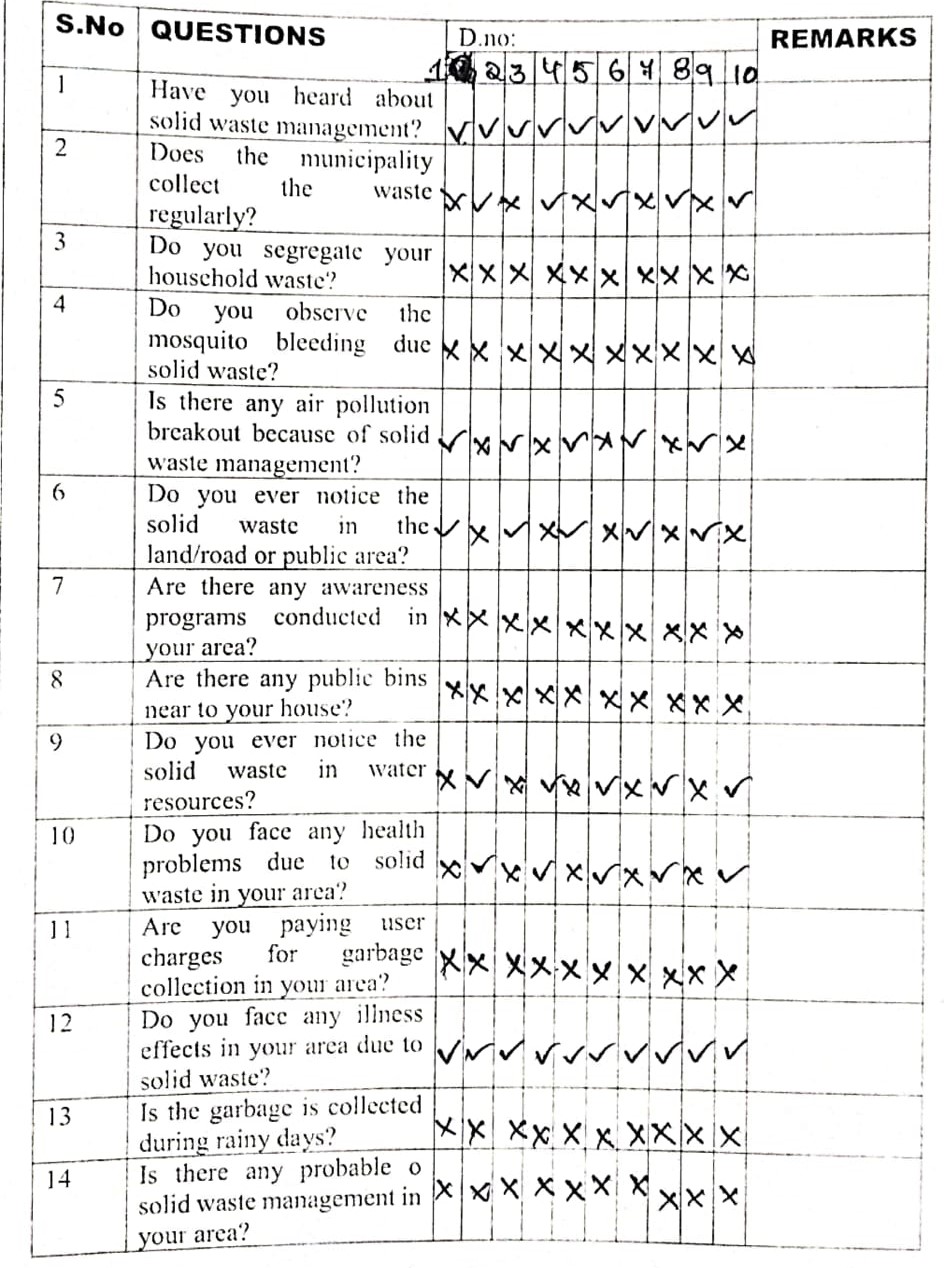 S.No QUESTIONS D.no: REMARKS
1 2 3 4 5 6 7 8 9 10
1 Have you heard about
solid waste management? ✓ ✓ ✓ ✓ ✓ ✓ ✓ ✓ ✓ ✓
2 Does the municipality
collect the waste
regularly? × ✓ × ✓ × ✓ × ✓ × ✓
3 Do you segregate your
household waste? × × × × × × × × × ×
4 Do you observe the
mosquito bleeding due
solid waste? × × × × × × × × × ×
5 Is there any air pollution
breakout because of solid
waste management? ✓ × ✓ × ✓ × ✓ × ✓ ×
6 Do you ever notice the
solid waste in the
land/road or public area? ✓ × ✓ × ✓ × ✓ × ✓ ×
7 Are there any awareness
programs conducted in
your area? × × × × × × × × × ×
8 Are there any public bins
near to your house? × × × × × × × × × ×
9 Do you ever notice the
solid waste in water
resources? × ✓ × ✓ × ✓ × ✓ × ✓
10 Do you face any health
problems due to solid
waste in your area? × ✓ × ✓ × ✓ × ✓ × ✓
11 Are you paying user
charges for garbage
collection in your area? × × × × × × × × × ×
12 Do you face any illness
effects in your area due to
solid waste? ✓ ✓ ✓ ✓ ✓ ✓ ✓ ✓ ✓ ✓
13 Is the garbage is collected
during rainy days? × × × × × × × × × ×
14 Is there any probable o
solid waste management in
your area? × × × × × × × × × ×